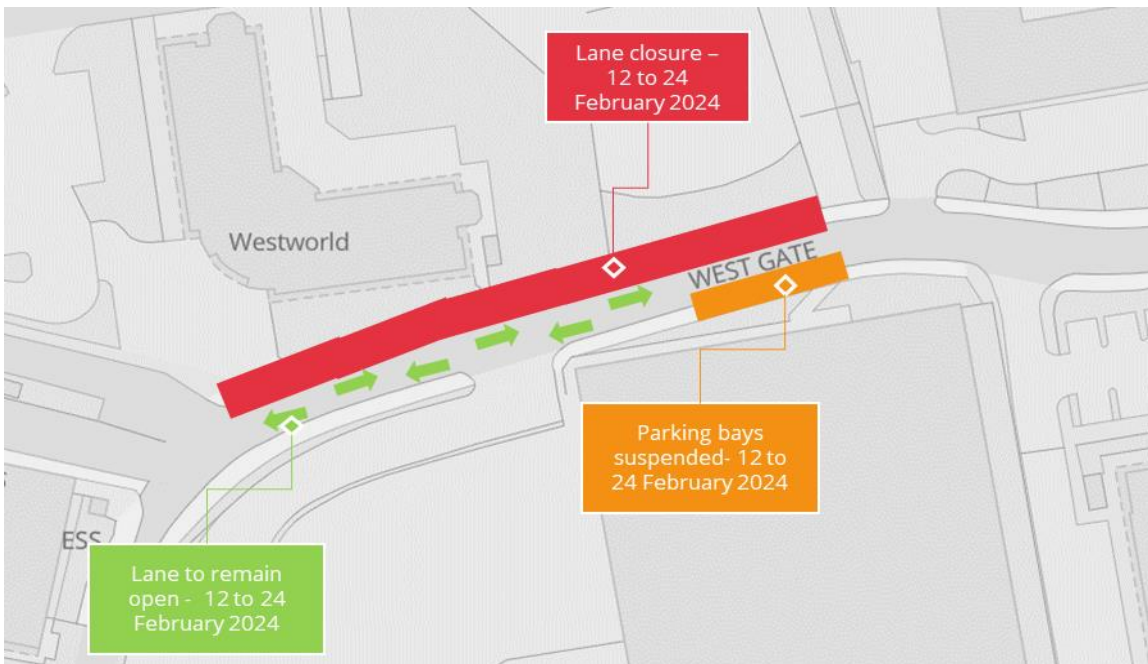 Lane closure –
12 to 24
February 2024
Westworld
WEST GATE
Parking bays
suspended- 12 to
24 February 2024
ESS
Lane to remain
open - 12 to 24
February 2024